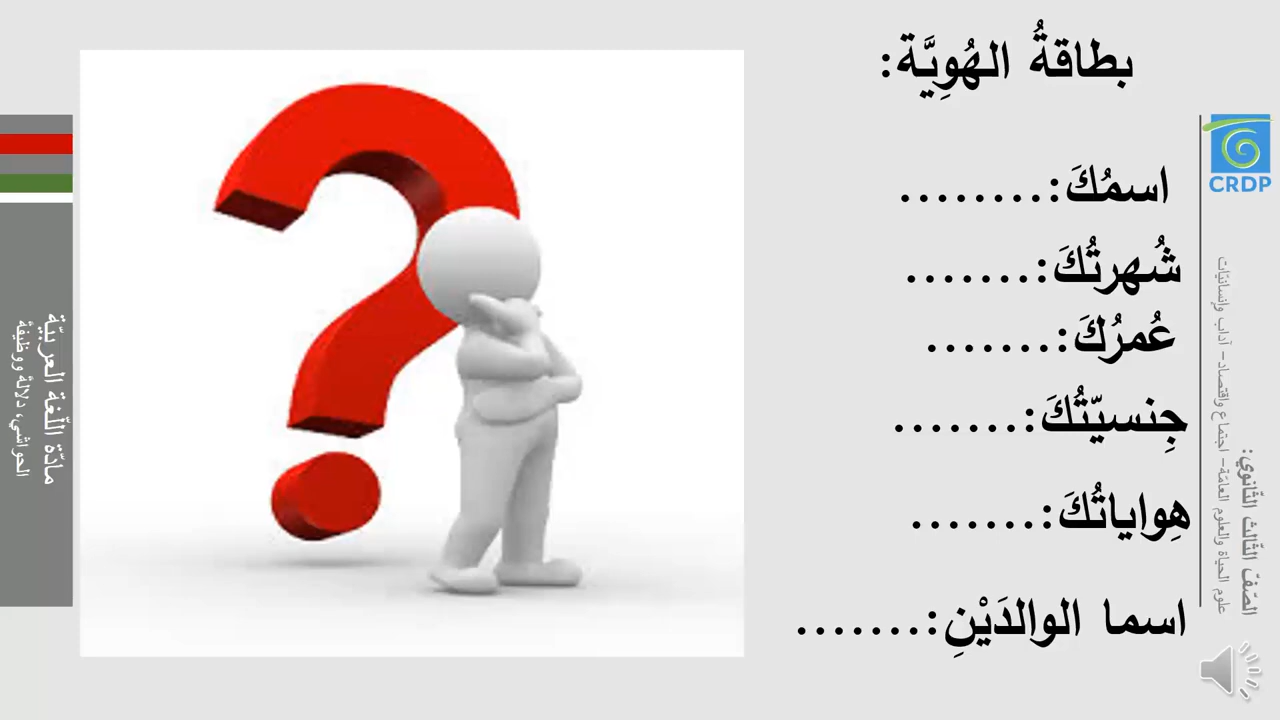 بطاقةُ الهُوِيَّة:
اسمُكَ:........
شُهرتُكَ:.......
عُمرُكَ:.......
جِنسيّتُكَ:.......
هِواياتُكَ:.......
اسما الوالدَيْنِ:.......
CRDP
الصّفّ الثّالث الثّانوي:
علوم الحياة والعلوم العامّة- اجتماع واقتصاد- آداب وإنسانيّات
مادّة اللّغة العربيّة
الحواشي، دلالةً ووظيفةً